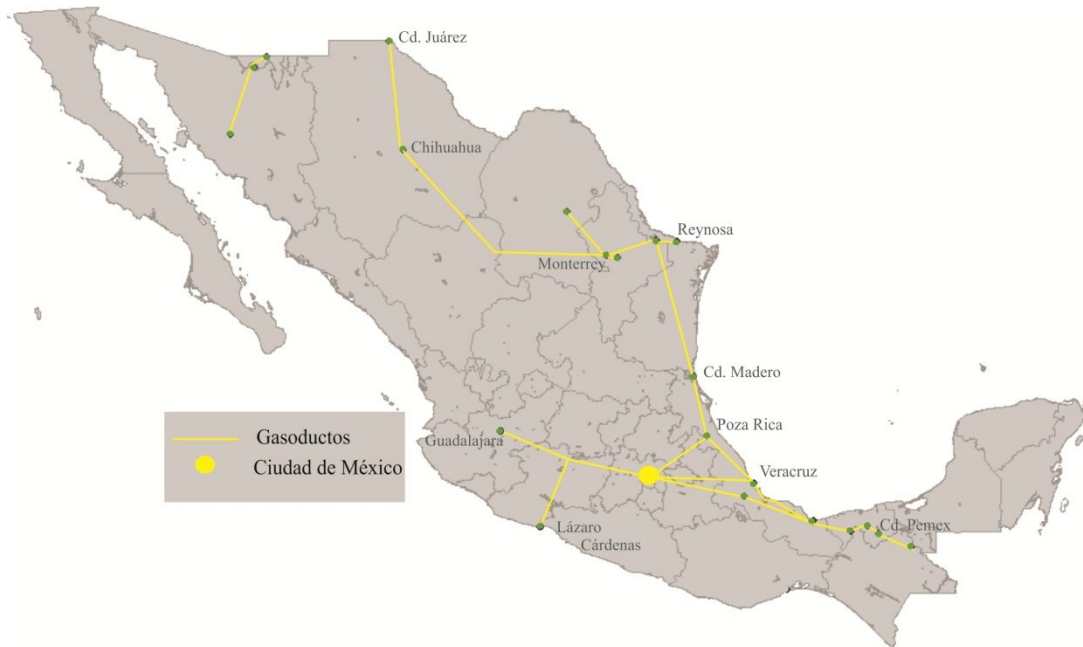 Cd. Juárez
Chihuahua
Reynosa
Monterrey
Cd. Madero
Poza Rica
Guadalajara
Veracruz
Cd. Pemex
Lázaro
Cárdenas
Gasoductos
Ciudad de México